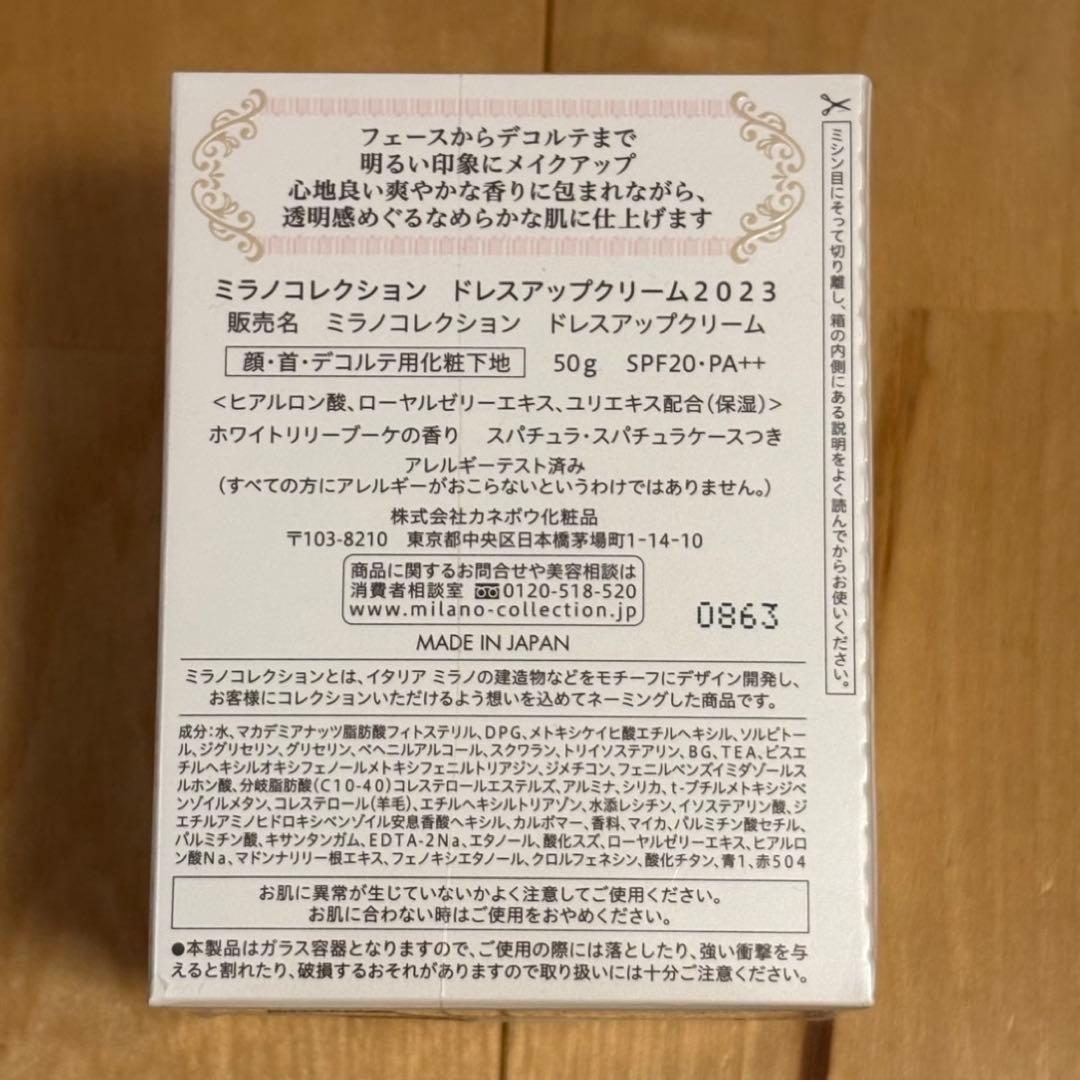 フェースからデコルテまで
明るい印象にメイクアップ
心地良い爽やかな香りに包まれながら、
透明感めぐるなめらかな肌に仕上げます
ミラノコレクション ドレスアップクリーム2023
販売名 ミラノコレクション ドレスアップクリーム
顔・首・デコルテ用化粧下地 50g SPF20・PA++
<ヒアルロン酸、ローヤルゼリーエキス、ユリエキス配合(保湿)>
ホワイトリリーブーケの香り スパチュラ・スパチュラケースつき
アレルギーテスト済み
(すべての方にアレルギーがおこらないというわけではありません。)
株式会社カネボウ化粧品
〒103-8210 東京都中央区日本橋茅場町1-14-10
商品に関するお問合せや美容相談は
消費者相談室 0120-518-520
www.milano-collection.jp
0863
MADE IN JAPAN
ミラノコレクションとは、イタリア ミラノの建造物などをモチーフにデザイン開発し、
お客様にコレクションいただけるよう想いを込めてネーミングした商品です。
成分:水、マカデミアナッツ脂肪酸フィトステリル、DPG、メトキシケイヒ酸エチルヘキシル、ソルビトー
ル、ジグリセリン、グリセリン、ベヘニルアルコール、スクワラン、トリイソステアリン、BG、TEA、ビスエ
チルヘキシルオキシフェノールメトキシフェニルトリアジン、ジメチコン、フェニルベンズイミダゾールス
ルホン酸、分岐脂肪酸(C10-40)コレステロールエステルズ、アルミナ、シリカ、t-ブチルメトキシジベ
ンゾイルメタン、コレステロール(羊毛)、エチルヘキシルトリアゾン、水添レシチン、イソステアリン酸、ジ
エチルアミノヒドロキシベンゾイル安息香酸ヘキシル、カルボマー、香料、マイカ、パルミチン酸セチル、
パルミチン酸、キサンタンガム、EDTA-2Na、エタノール、酸化スズ、ローヤルゼリーエキス、ヒアルロ
ン酸Na、マドンナリリー根エキス、フェノキシエタノール、クロルフェネシン、酸化チタン、青1、赤504
お肌に異常が生じていないかよく注意してご使用ください。
お肌に合わない時はご使用をおやめください。
●本製品はガラス容器となりますので、ご使用の際には落としたり、強い衝撃を与
えると割れたり、破損するおそれがありますので取り扱いには十分ご注意ください。
ミシン目にそって切り離し、箱の内側にある説明をよく読んでからお使いください。